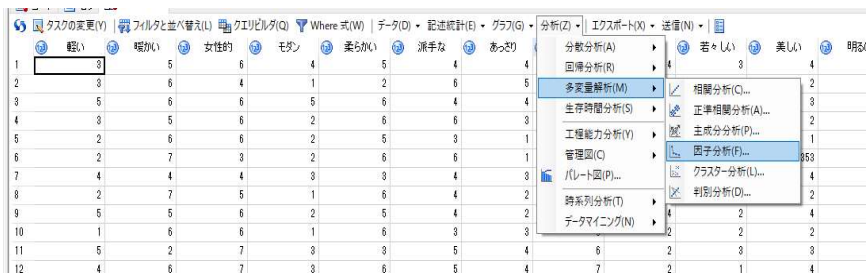 タスクの変更(Y) フィルタと並べ替え(L) クエリビルダ(Q) Where 式(W) データ(D) 記述統計(E) グラフ(G) 分析(Z) エクスポート(X) 送信(N)
軽い 暖かい 女性的 モダン 柔らかい 派手な あっさり 若々しい 美しい
分散分析(A)
回帰分析(R)
多変量解析(M)
生存時間分析(S)
工程能力分析(Y)
管理図(C)
パレート図(P)...
時系列分析(T)
データマイニング(N)
相関分析(C)...
正準相関分析(A)...
主成分分析(P)...
因子分析(F)...
クラスター分析(L)...
判別分析(D)...
1 3 5 6 4 5 4 4 4 3 4
2 3 6 4 1 2 6 5 2
3 5 6 6 5 6 4 4 3
4 3 5 6 2 6 6 3 2
5 2 6 6 2 5 3 1 1
6 2 7 3 2 6 6 1 353
7 4 4 4 3 3 4 3 4
8 2 7 5 1 6 4 2 2
9 5 5 6 2 5 4 2 4 2 4
10 1 6 6 1 6 3 3 2 2
11 5 2 7 3 3 5 4 6 2 3 3
12 4 6 7 3 6 5 4 7 2 1 4